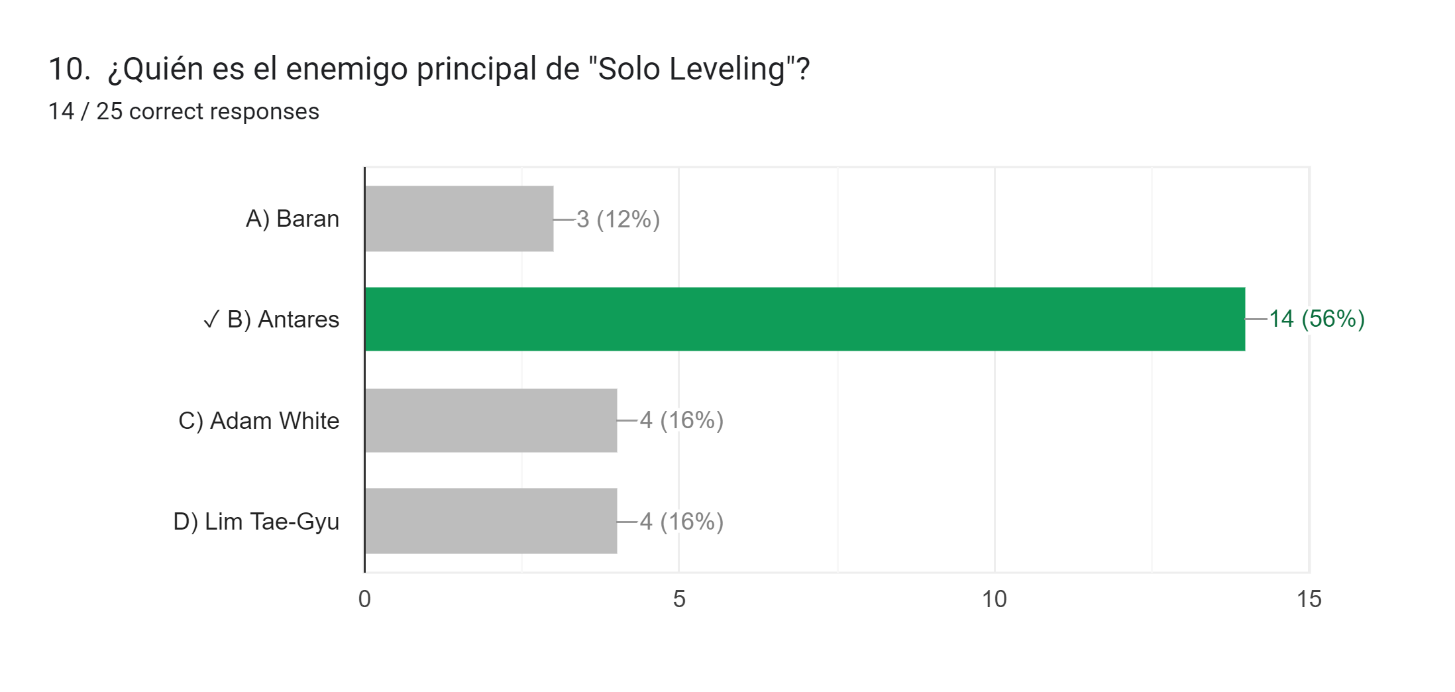 10.  ¿Quién es el enemigo principal de "Solo Leveling"?
14 / 25 correct responses
A) Baran
3 (12%)
✓ B) Antares
14 (56%)
C) Adam White
4 (16%)
D) Lim Tae-Gyu
4 (16%)
0
5
10
15